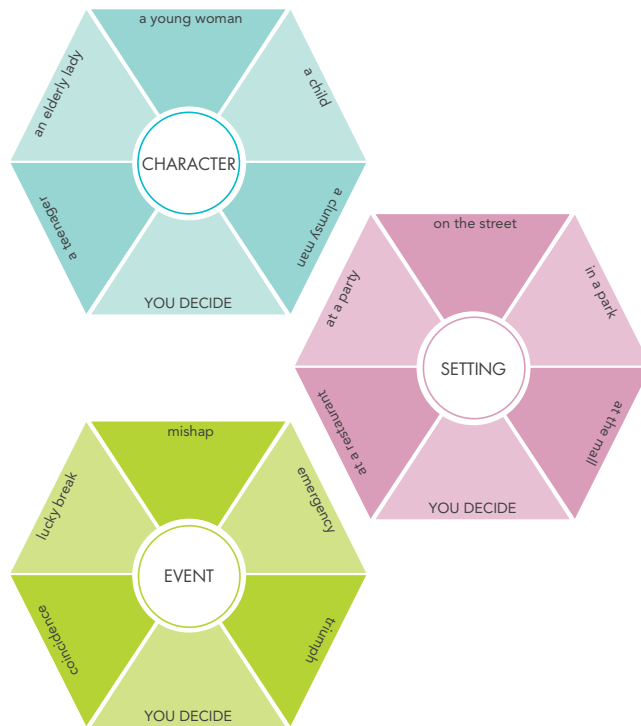 a young woman
an elderly lady
a child
CHARACTER
a teenager
a clumsy man
YOU DECIDE
on the street
at a party
in a park
SETTING
at a restaurant
at the mall
YOU DECIDE
mishap
lucky break
emergency
EVENT
coincidence
triumph
YOU DECIDE